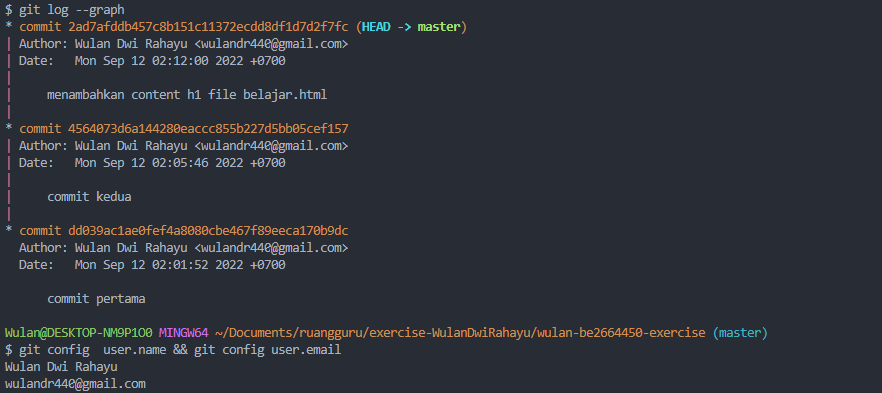 $ git log --graph
* commit 2ad7afddb457c8b151c11372ecdd8df1d7d2f7fc (HEAD -> master)
| Author: Wulan Dwi Rahayu <wulandr440@gmail.com>
| Date:   Mon Sep 12 02:12:00 2022 +0700
|
|     menambahkan content h1 file belajar.html
|
* commit 4564073d6a144280eaccc855b227d5bb05cef157
| Author: Wulan Dwi Rahayu <wulandr440@gmail.com>
| Date:   Mon Sep 12 02:05:46 2022 +0700
|
|     commit kedua
|
* commit dd039ac1ae0fef4a8080cbe467f89eeca170b9dc
  Author: Wulan Dwi Rahayu <wulandr440@gmail.com>
  Date:   Mon Sep 12 02:01:52 2022 +0700

      commit pertama

Wulan@DESKTOP-NM9P1O0 MINGW64 ~/Documents/ruangguru/exercise-WulanDwiRahayu/wulan-be2664450-exercise (master)
$ git config  user.name && git config user.email
Wulan Dwi Rahayu
wulandr440@gmail.com